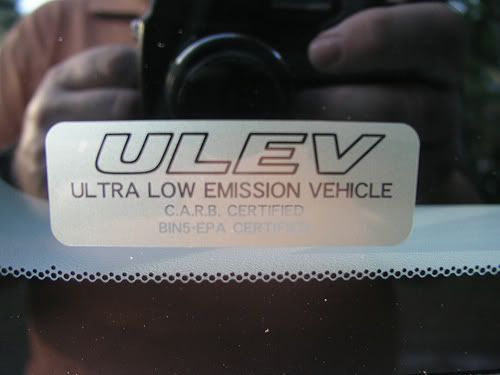 ULEV
ULTRA LOW EMISSION VEHICLE
C.A.R.B. CERTIFIED
BIN5-EPA CERTIFIED